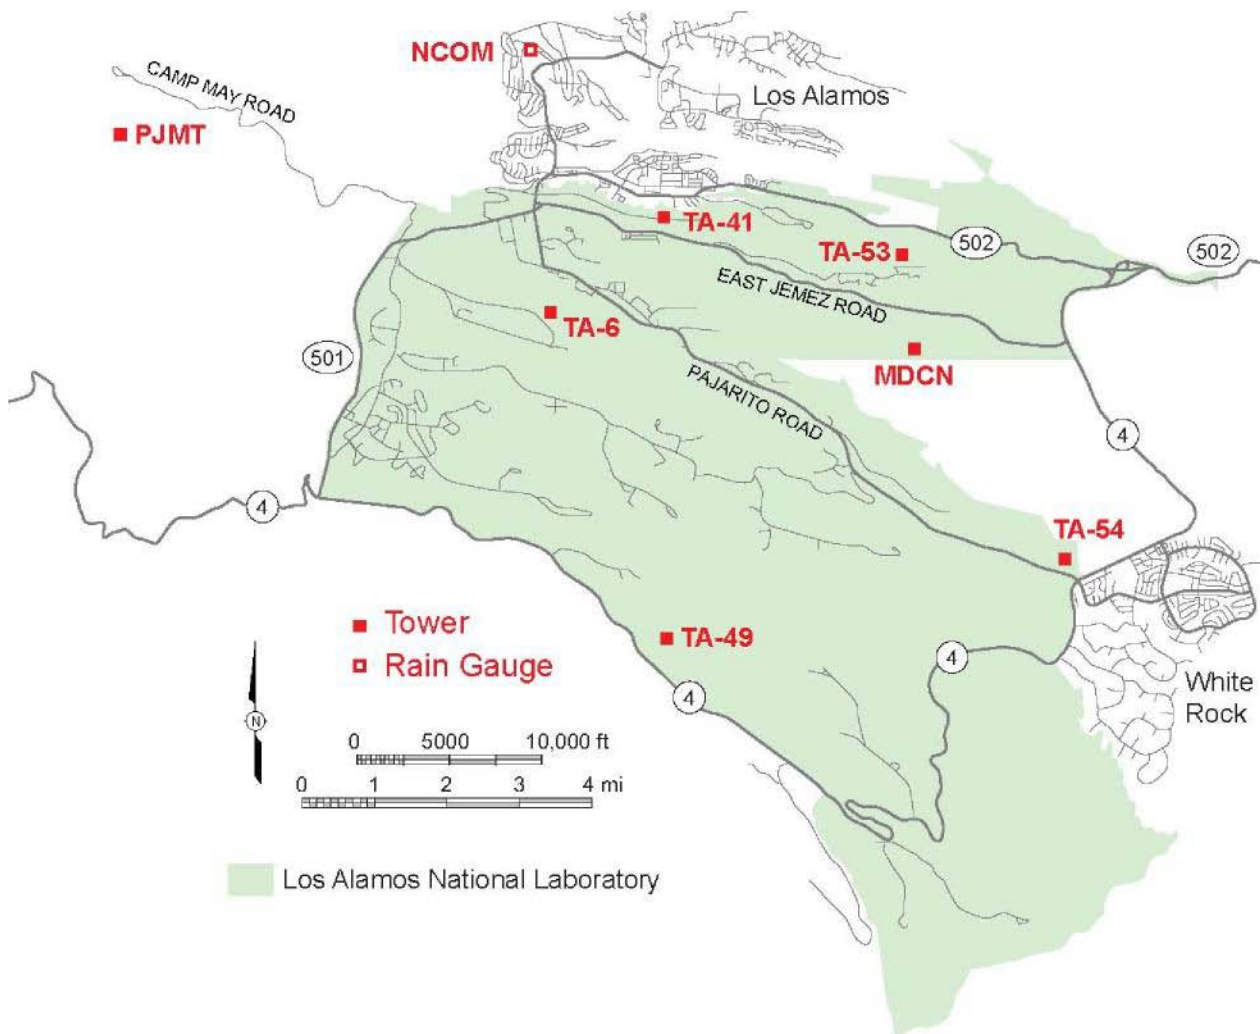 NCOM
CAMP MAY ROAD
Los Alamos
PJMT
TA-41
TA-53
502
502
EAST JEMEZ ROAD
TA-6
501
MDCN
PAJARITO ROAD
4
4
TA-54
Tower
TA-49
Rain Gauge
4
4
White
Rock
N
0 5000 10,000 ft
0 1 2 3 4 mi
Los Alamos National Laboratory